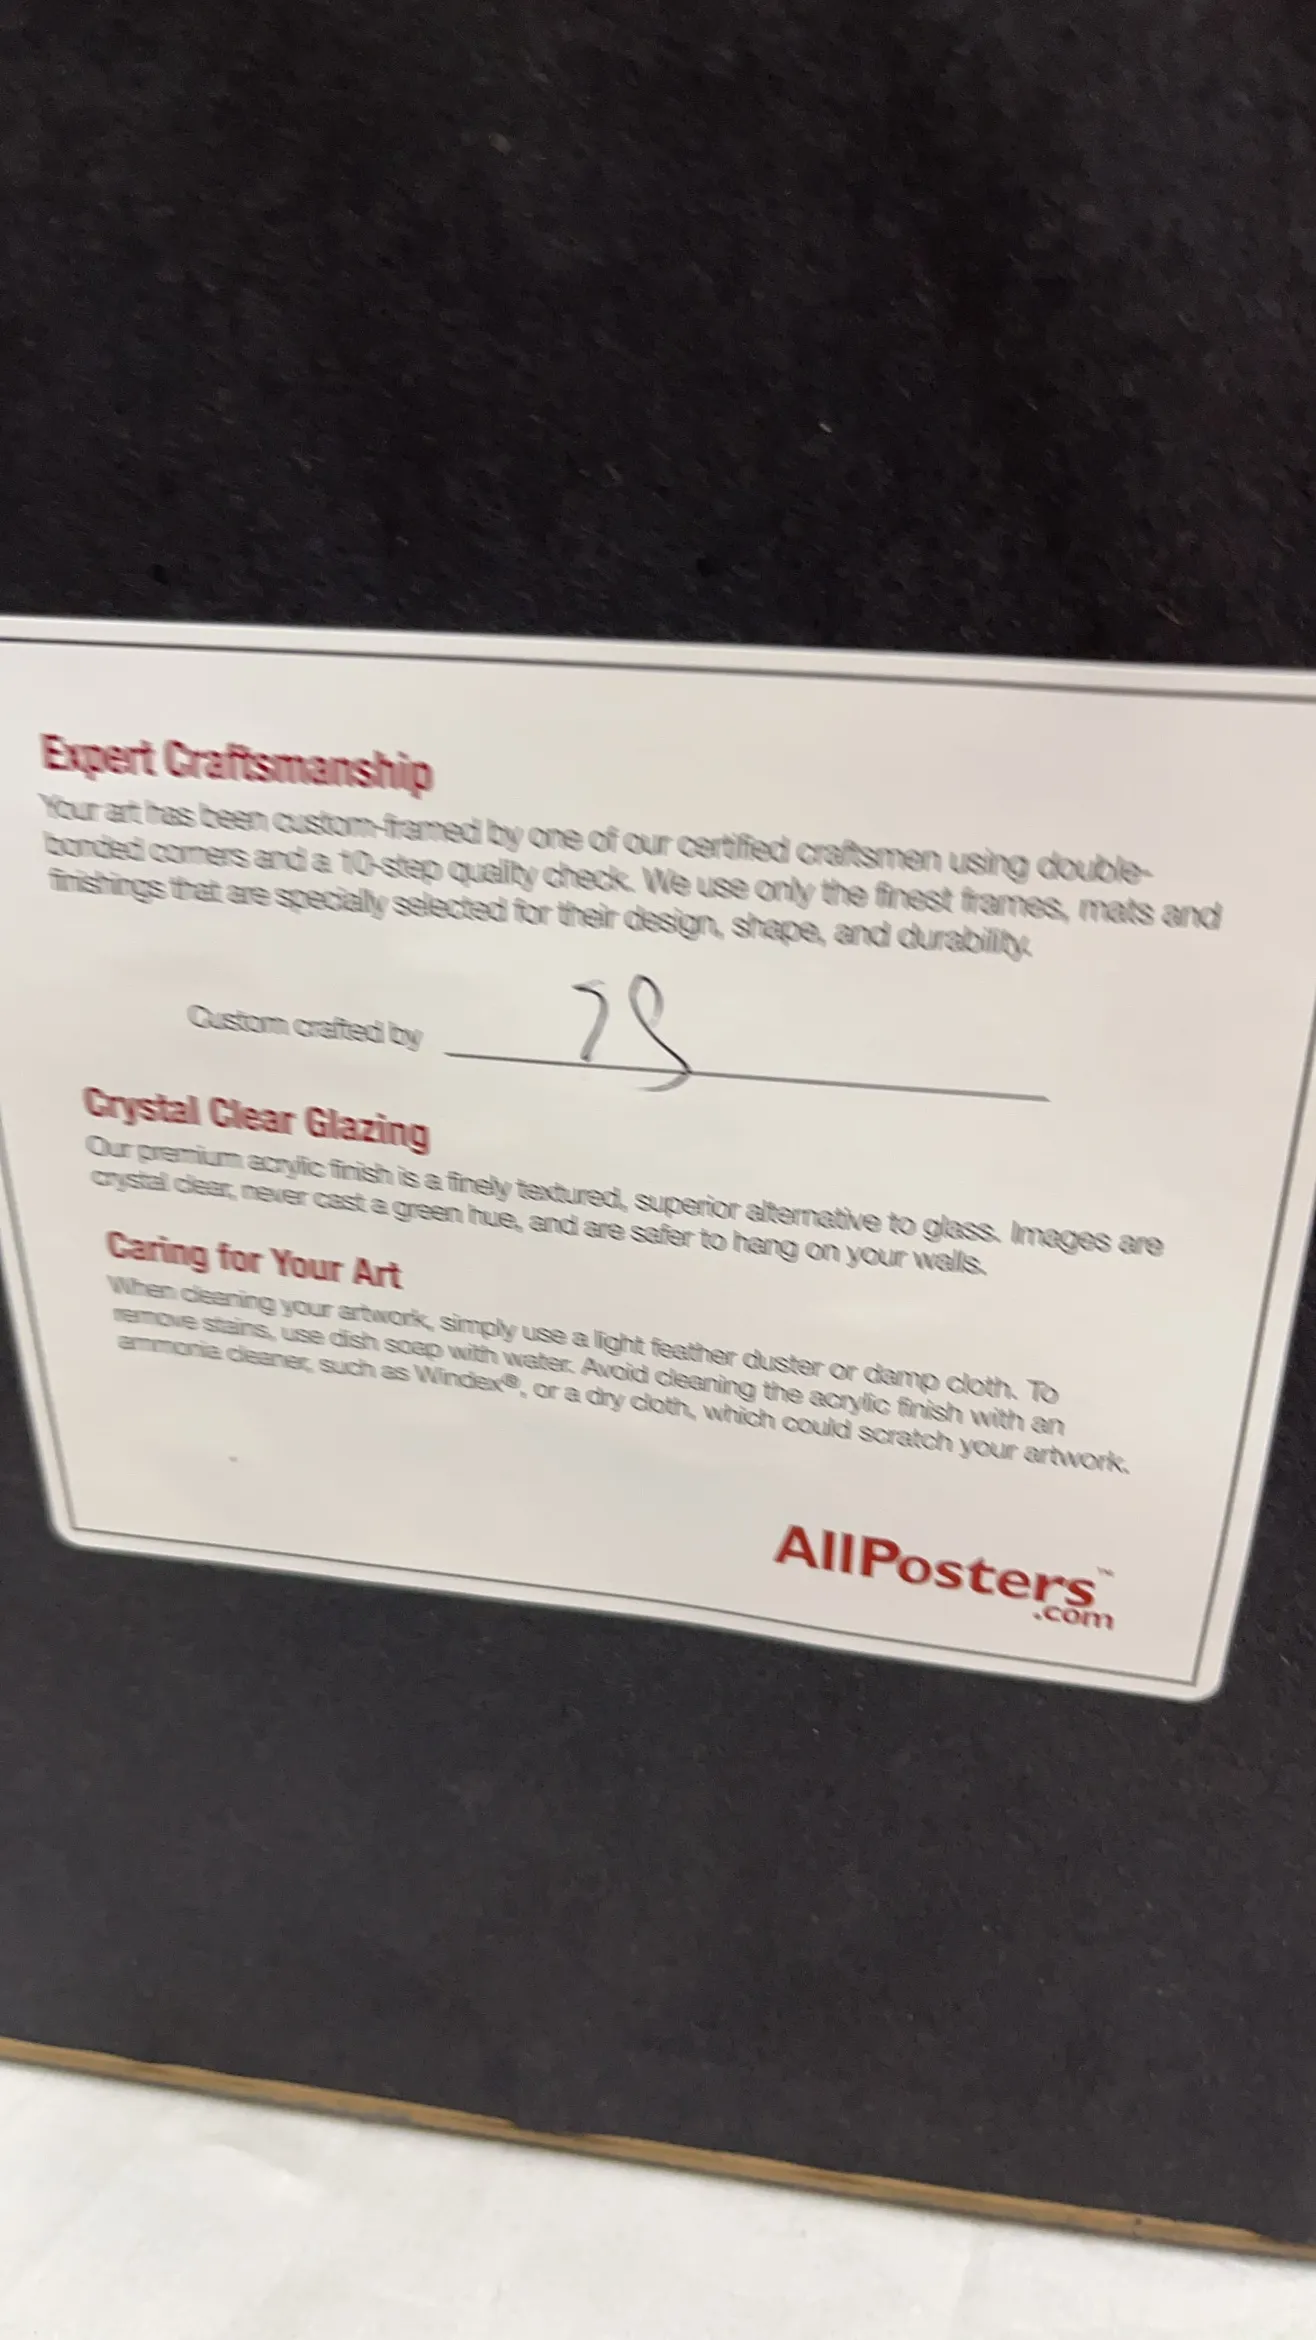 Expert Craftsmanship
Your art has been custom-framed by one of our certified craftsmen using double-
bonded corners and a 10-step quality check. We use only the finest frames, mats and
finishings that are specially selected for their design, shape, and durability.
Custom crafted by
Crystal Clear Glazing
Our premium acrylic finish is a finely textured, superior alternative to glass. Images are
crystal clear, never cast a green hue, and are safer to hang on your walls.
Caring for Your Art
When cleaning your artwork, simply use a light feather duster or damp cloth. To
remove stains, use dish soap with water. Avoid cleaning the acrylic finish with an
ammonia cleaner, such as Windex®, or a dry cloth, which could scratch your artwork.
AllPosters™
.com